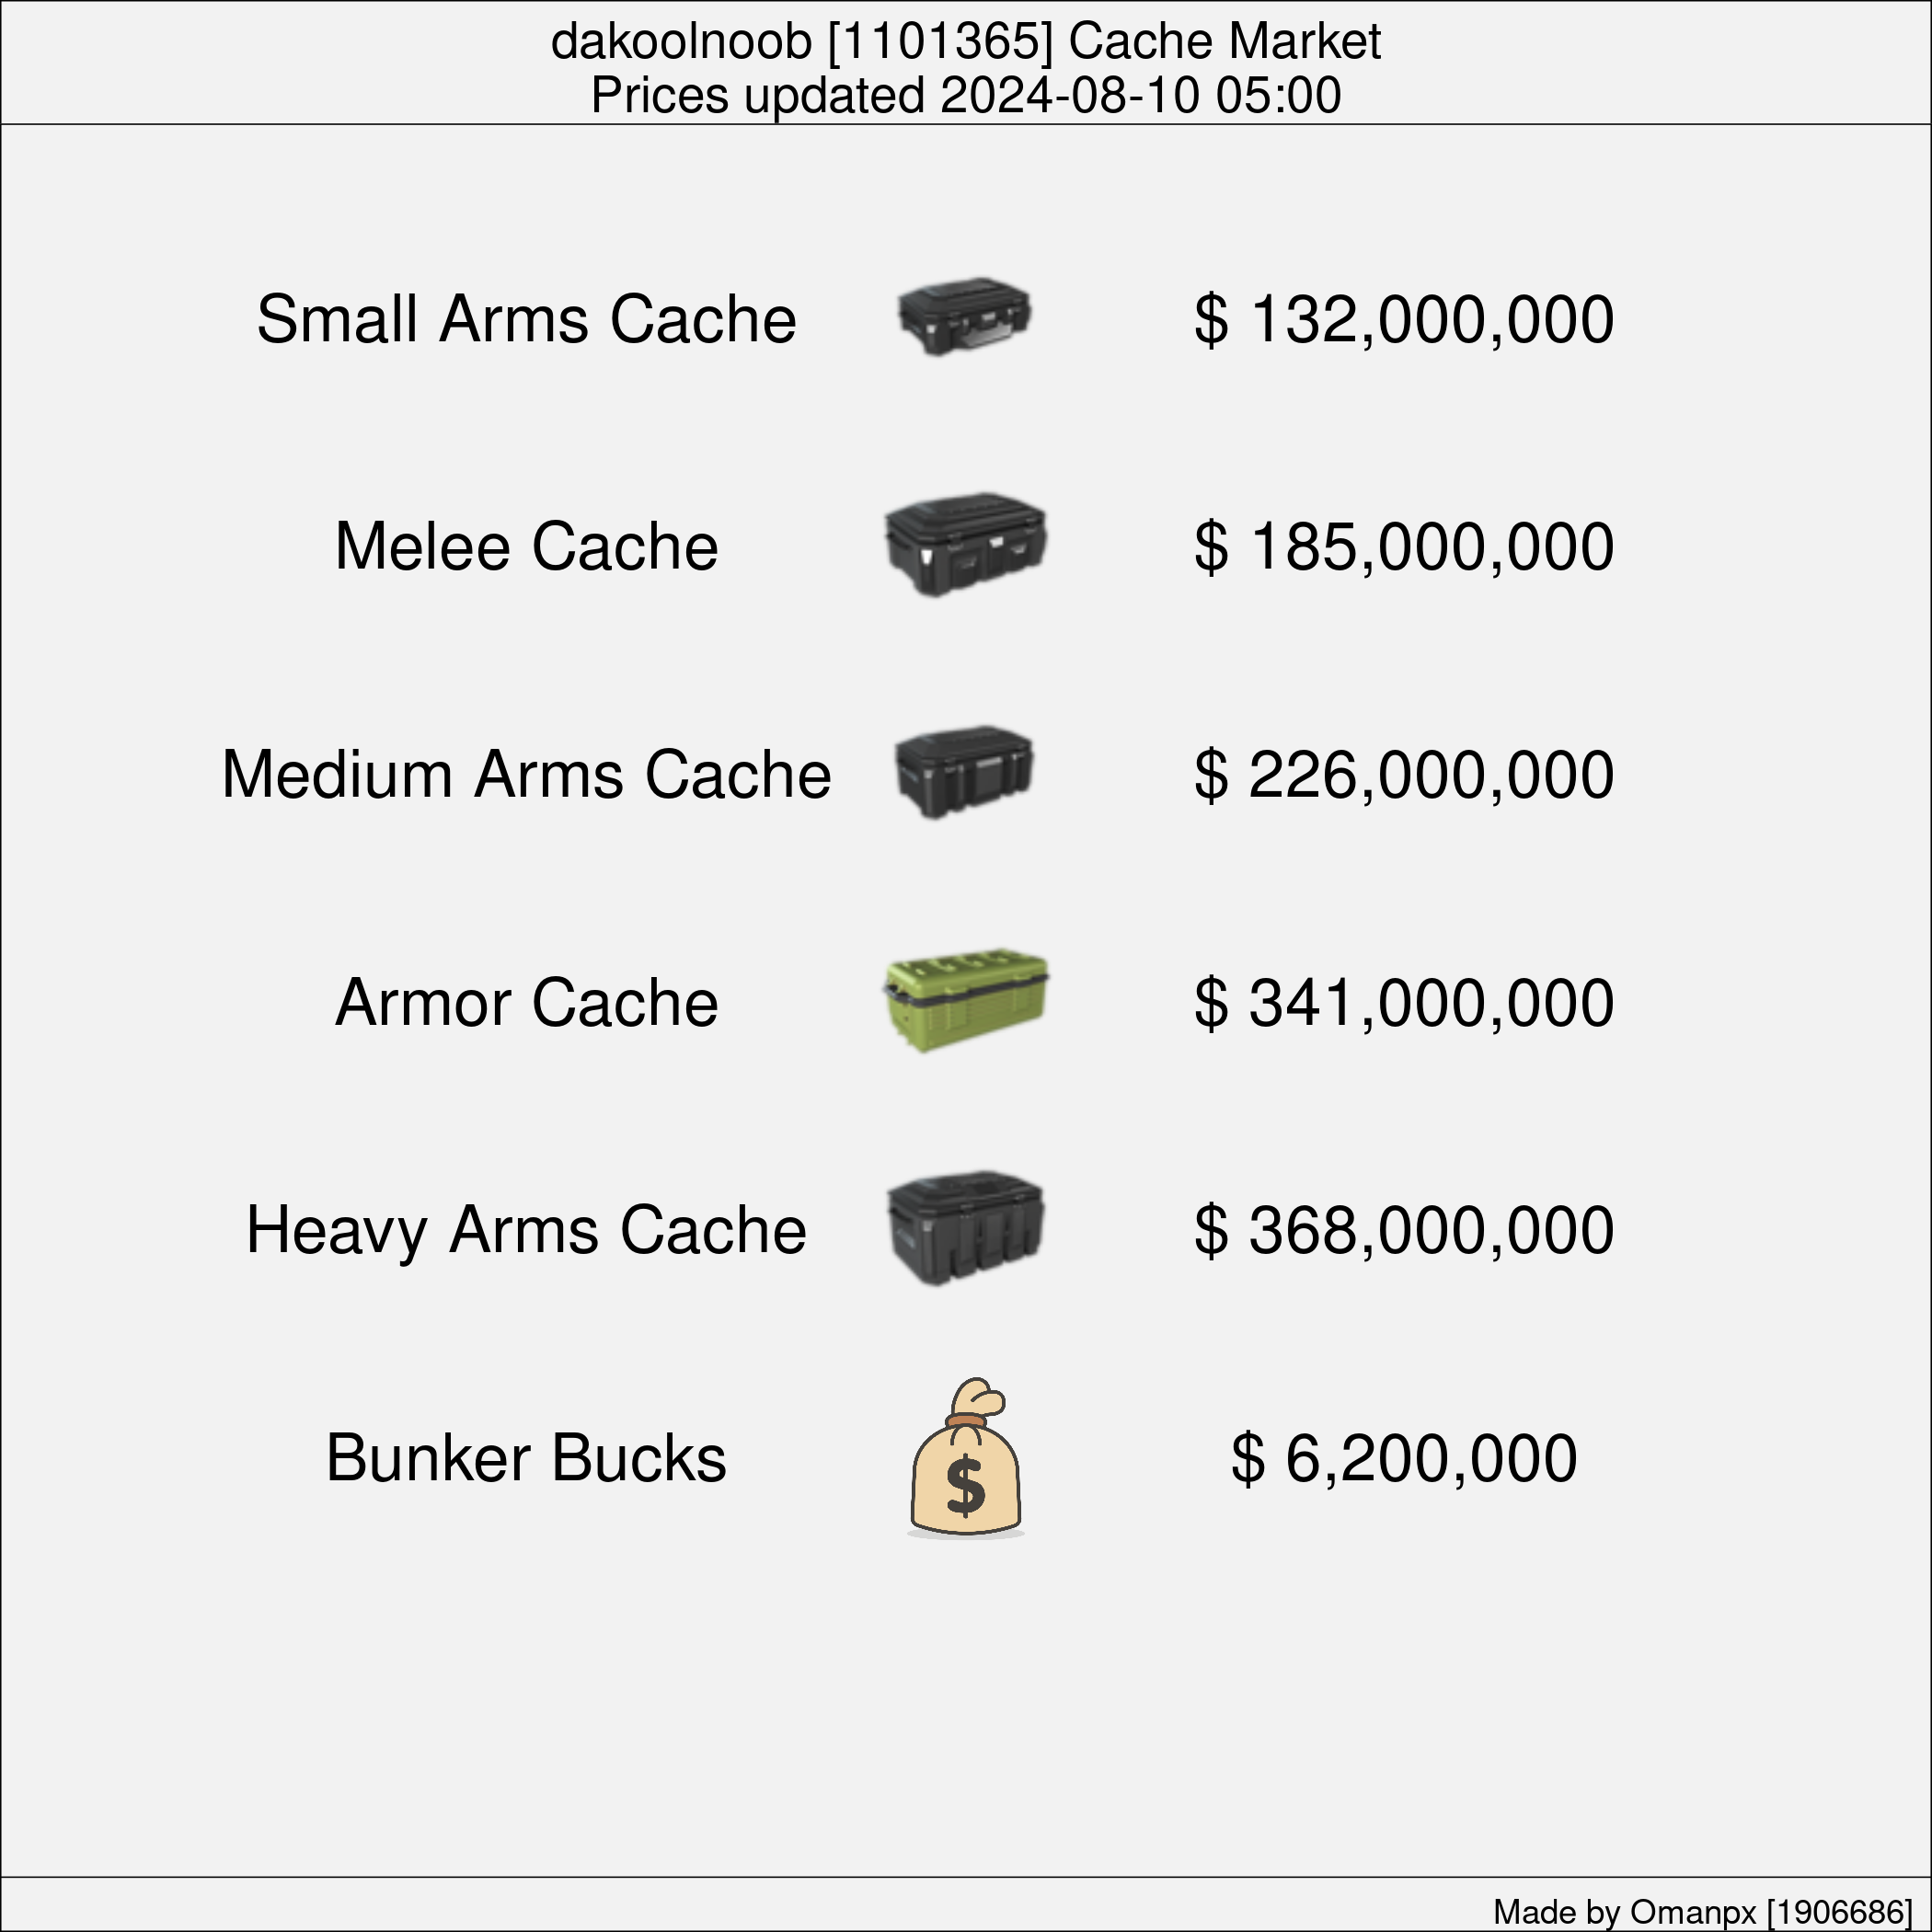 dakoolnoob [1101365] Cache Market
Prices updated 2024-08-10 05:00
Small Arms Cache $ 132,000,000
Melee Cache $ 185,000,000
Medium Arms Cache $ 226,000,000
Armor Cache $ 341,000,000
Heavy Arms Cache $ 368,000,000
Bunker Bucks $ $ 6,200,000
Made by Omanpx [1906686]